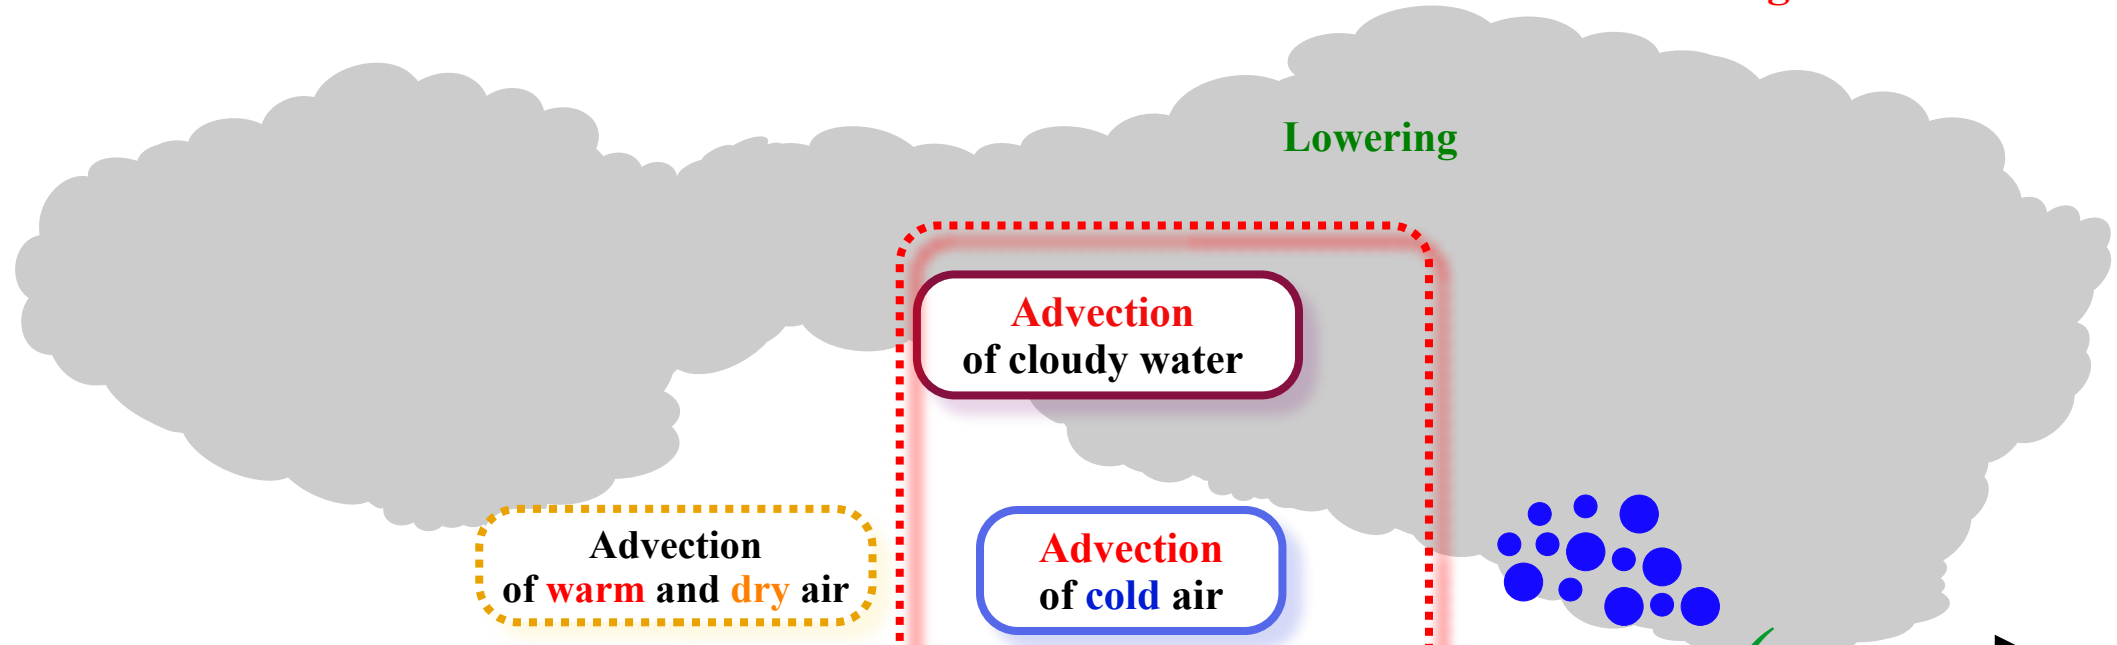 Lowering
Advection
of cloudy water
Advection
of warm and dry air
Advection
of cold air